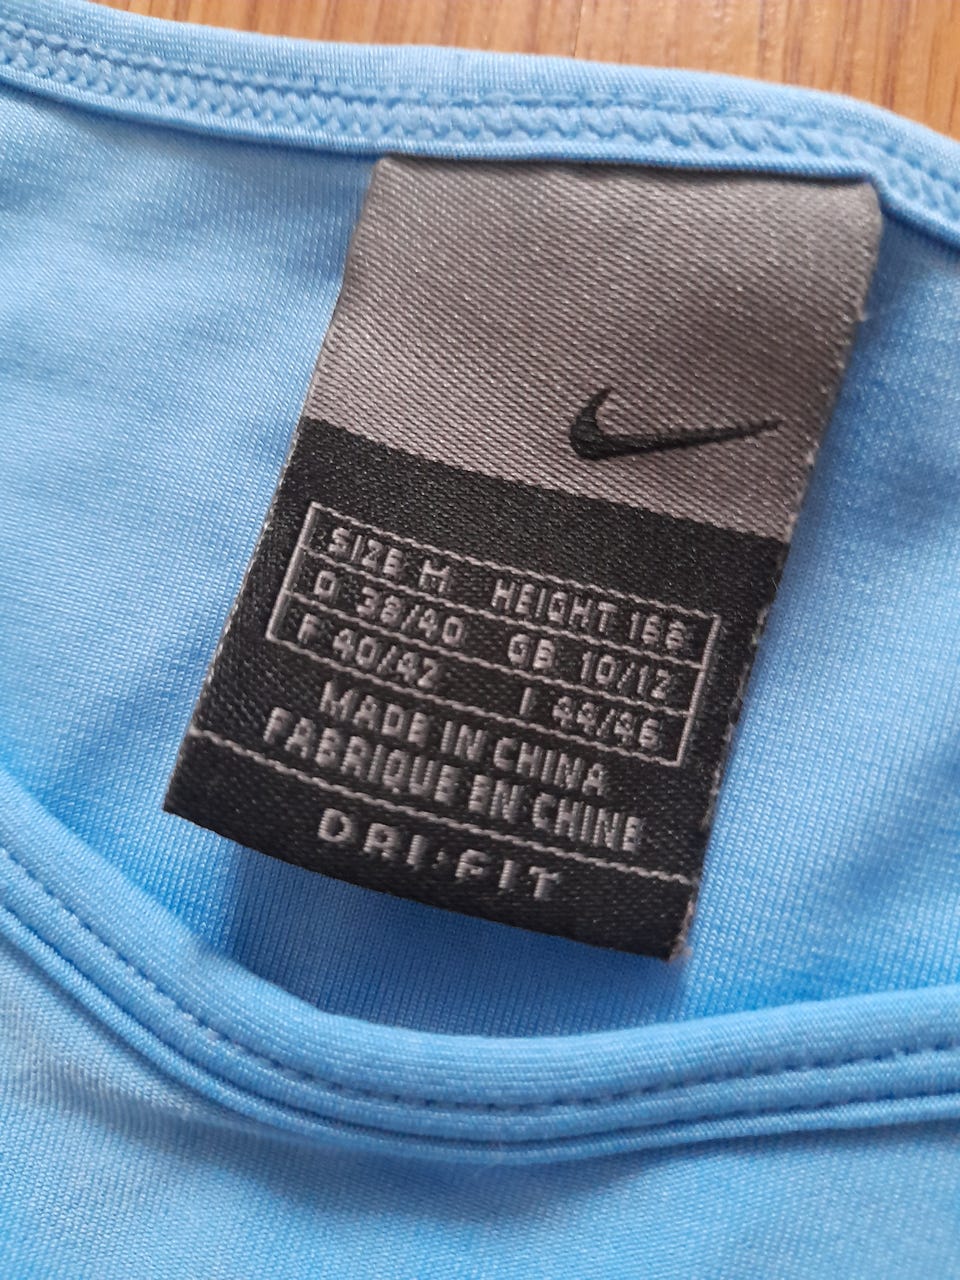 SIZE M HEIGHT 168
D 38/40 GB 10/12
F 40/42 I 44/46
MADE IN CHINA
FABRIQUE EN CHINE
DRI·FIT